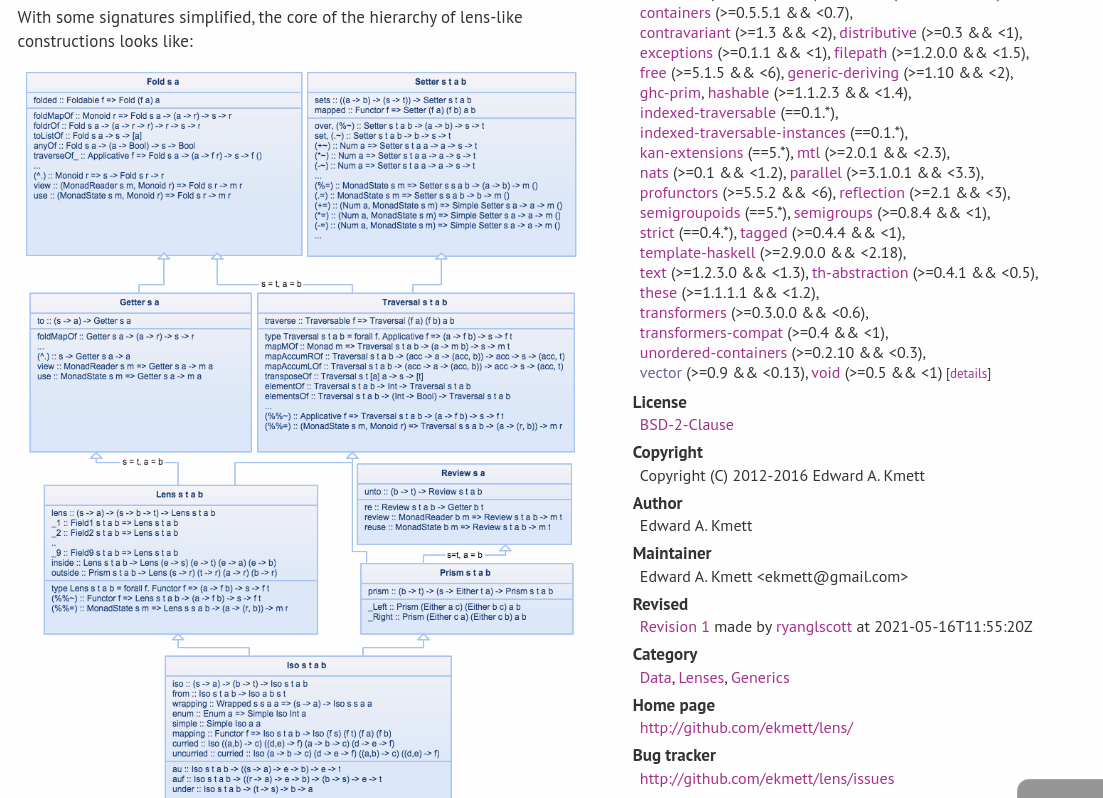 With some signatures simplified, the core of the hierarchy of lens-like
constructions looks like:
Fold s a
folded :: Foldable f => Fold (f a) a
foldMapOf :: Monoid r => Fold s a -> (a -> r) -> s -> r
foldrOf :: Fold s a -> (a -> r -> r) -> r -> s -> r
toListOf :: Fold s a -> s -> [a]
anyOf :: Fold s a -> (a -> Bool) -> s -> Bool
traverseOf_ :: Applicative f => Fold s a -> (a -> f r) -> s -> f ()
...
(^.) :: Monoid r => s -> Fold s r -> r
view :: (MonadReader s m, Monoid r) => Fold s r -> m r
use :: (MonadState s m, Monoid r) => Fold s r -> m r
Setter s t a b
sets :: ((a -> b) -> (s -> t)) -> Setter s t a b
mapped :: Functor f => Setter (f a) (f b) a b
over, (%~) :: Setter s t a b -> (a -> b) -> s -> t
set, (.~) :: Setter s t a b -> b -> s -> t
(+~) :: Num a => Setter s t a a -> a -> s -> t
(*~) :: Num a => Setter s t a a -> a -> s -> t
(-~) :: Num a => Setter s t a a -> a -> s -> t
...
(%=) :: MonadState s m => Setter s s a b -> (a -> b) -> m ()
(.=) :: MonadState s m => Setter s s a b -> b -> m ()
(+=) :: (Num a, MonadState s m) => Simple Setter s a -> a -> m ()
(*=) :: (Num a, MonadState s m) => Simple Setter s a -> a -> m ()
(-=) :: (Num a, MonadState s m) => Simple Setter s a -> a -> m ()
...
s = t, a = b
Getter s a
to :: (s -> a) -> Getter s a
foldMapOf :: Getter s a -> (a -> r) -> s -> r
...
(^.) :: s -> Getter s a -> a
view :: MonadReader s m => Getter s a -> m a
use :: MonadState s m => Getter s a -> m a
Traversal s t a b
traverse :: Traversable f => Traversal (f a) (f b) a b
type Traversal s t a b = forall f. Applicative f => (a -> f b) -> s -> f t
mapMOf :: Monad m => Traversal s t a b -> (a -> m b) -> s -> m t
mapAccumROf :: Traversal s t a b -> (acc -> a -> (acc, b)) -> acc -> s -> (acc, t)
mapAccumLOf :: Traversal s t a b -> (acc -> a -> (acc, b)) -> acc -> s -> (acc, t)
transposeOf :: Traversal s t [a] a -> s -> [t]
elementOf :: Traversal s t a b -> Int -> Traversal s t a b
elementsOf :: Traversal s t a b -> (Int -> Bool) -> Traversal s t a b
...
(%%~) :: Applicative f => Traversal s t a b -> (a -> f b) -> s -> f t
(%%=) :: (MonadState s m, Monoid r) => Traversal s s a b -> (a -> (r, b)) -> m r
s = t, a = b
Lens s t a b
lens :: (s -> a) -> (s -> b -> t) -> Lens s t a b
_1 :: Field1 s t a b => Lens s t a b
_2 :: Field2 s t a b => Lens s t a b
..
_9 :: Field9 s t a b => Lens s t a b
inside :: Lens s t a b -> Lens (e -> s) (e -> t) (e -> a) (e -> b)
outside :: Prism s t a b -> Lens (s -> r) (t -> r) (a -> r) (b -> r)
type Lens s t a b = forall f. Functor f => (a -> f b) -> s -> f t
(%%~) :: Functor f => Lens s t a b -> (a -> f b) -> s -> f t
(%%=) :: MonadState s m => Lens s s a b -> (a -> (r, b)) -> m r
Review s a
unto :: (b -> t) -> Review s t a b
re :: Review s t a b -> Getter b t
review :: MonadReader b m => Review s t a b -> m t
reuse :: MonadState b m => Review s t a b -> m t
s=t, a = b
Prism s t a b
prism :: (b -> t) -> (s -> Either t a) -> Prism s t a b
_Left :: Prism (Either a c) (Either b c) a b
_Right :: Prism (Either c a) (Either c b) a b
Iso s t a b
iso :: (s -> a) -> (b -> t) -> Iso s t a b
from :: Iso s t a b -> Iso a b s t
wrapping :: Wrapped s s a a => (s -> a) -> Iso s s a a
enum :: Enum a => Simple Iso Int a
simple :: Simple Iso a a
mapping :: Functor f => Iso s t a b -> Iso (f s) (f t) (f a) (f b)
curried :: Iso ((a,b) -> c) ((d,e) -> f) (a -> b -> c) (d -> e -> f)
uncurried :: curried :: Iso (a -> b -> c) (d -> e -> f) ((a,b) -> c) ((d,e) -> f)
au :: Iso s t a b -> ((s -> a) -> e -> b) -> e -> t
auf :: Iso s t a b -> ((r -> a) -> e -> b) -> (b -> s) -> e -> t
under :: Iso s t a b -> (t -> s) -> b -> a
containers (>=0.5.5.1 && <0.7),
contravariant (>=1.3 && <2), distributive (>=0.3 && <1),
exceptions (>=0.1.1 && <1), filepath (>=1.2.0.0 && <1.5),
free (>=5.1.5 && <6), generic-deriving (>=1.10 && <2),
ghc-prim, hashable (>=1.1.2.3 && <1.4),
indexed-traversable (==0.1.*),
indexed-traversable-instances (==0.1.*),
kan-extensions (==5.*), mtl (>=2.0.1 && <2.3),
nats (>=0.1 && <1.2), parallel (>=3.1.0.1 && <3.3),
profunctors (>=5.5.2 && <6), reflection (>=2.1 && <3),
semigroupoids (==5.*), semigroups (>=0.8.4 && <1),
strict (==0.4.*), tagged (>=0.4.4 && <1),
template-haskell (>=2.9.0.0 && <2.18),
text (>=1.2.3.0 && <1.3), th-abstraction (>=0.4.1 && <0.5),
these (>=1.1.1.1 && <1.2),
transformers (>=0.3.0.0 && <0.6),
transformers-compat (>=0.4 && <1),
unordered-containers (>=0.2.10 && <0.3),
vector (>=0.9 && <0.13), void (>=0.5 && <1) [details]
License
BSD-2-Clause
Copyright
Copyright (C) 2012-2016 Edward A. Kmett
Author
Edward A. Kmett
Maintainer
Edward A. Kmett <ekmett@gmail.com>
Revised
Revision 1 made by ryanglscott at 2021-05-16T11:55:20Z
Category
Data, Lenses, Generics
Home page
http://github.com/ekmett/lens/
Bug tracker
http://github.com/ekmett/lens/issues